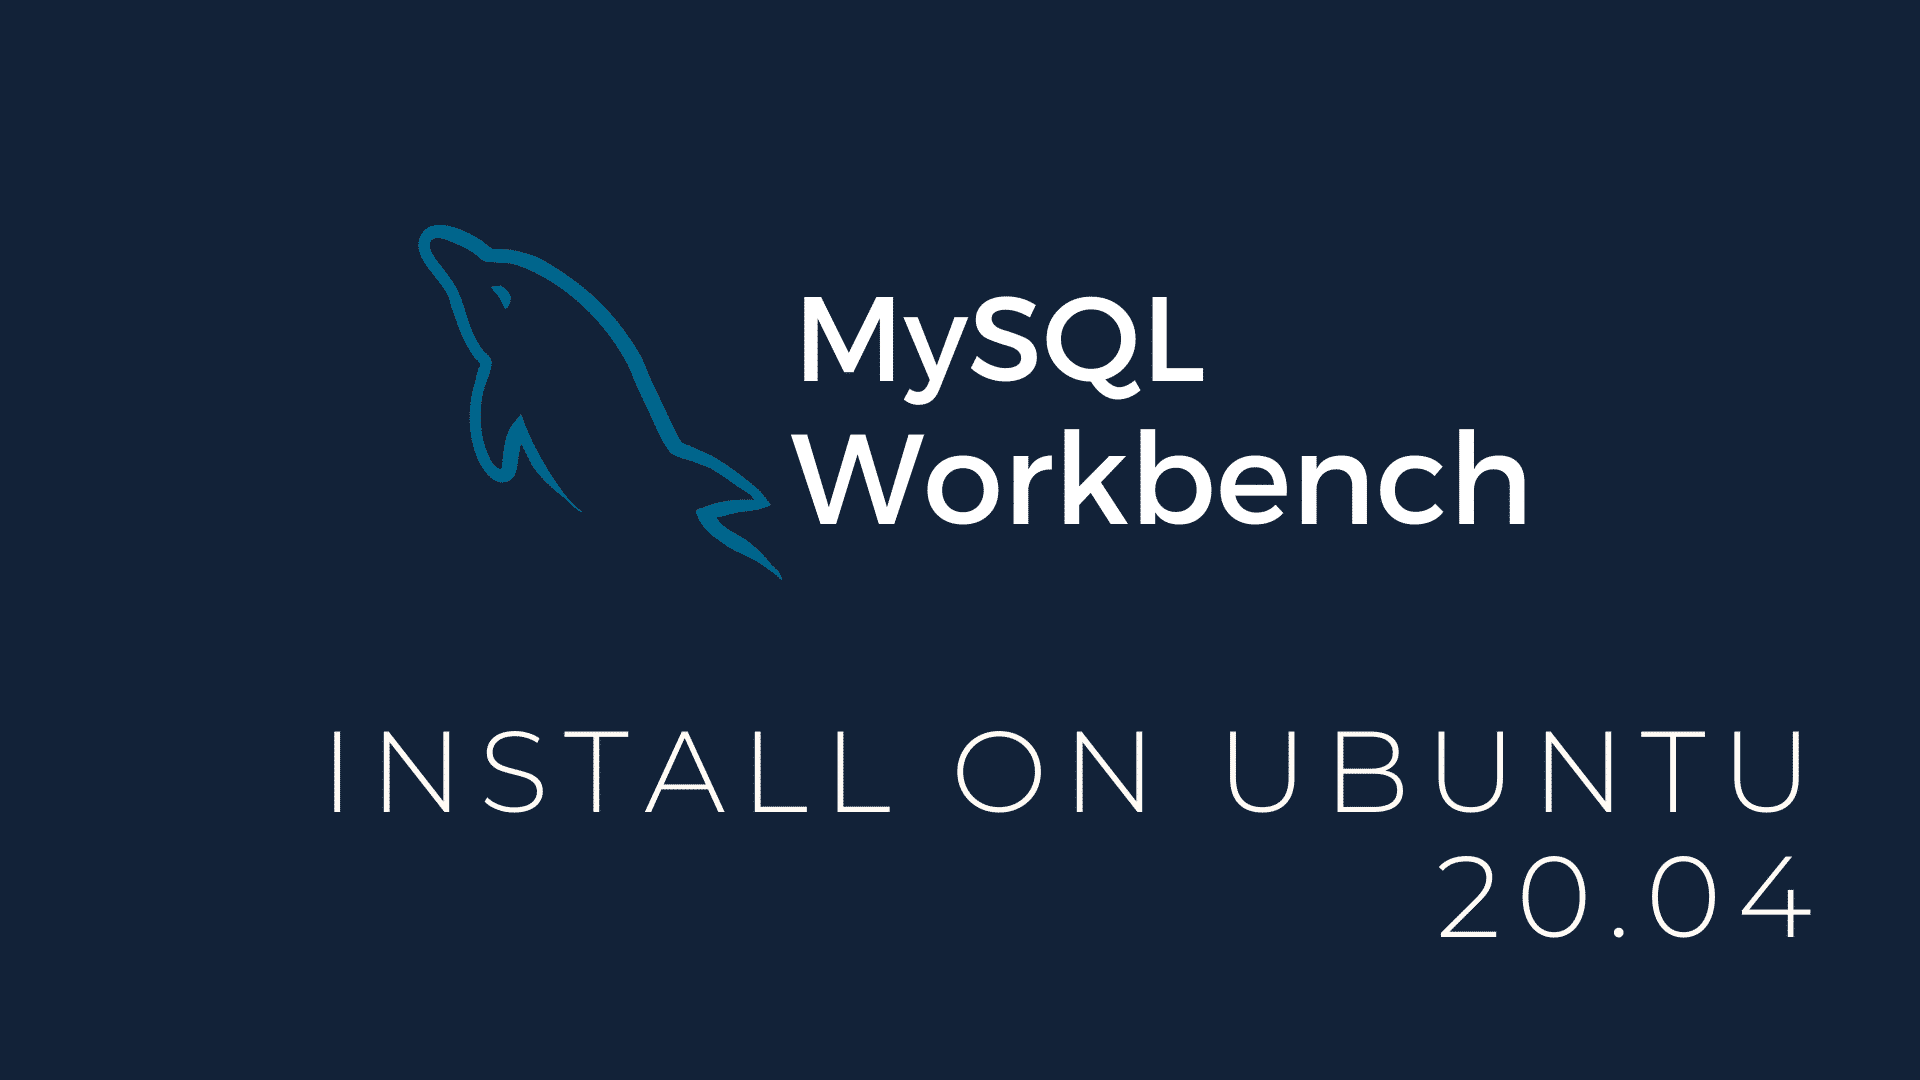 MySQL
Workbench
INSTALL ON UBUNTU
20.04